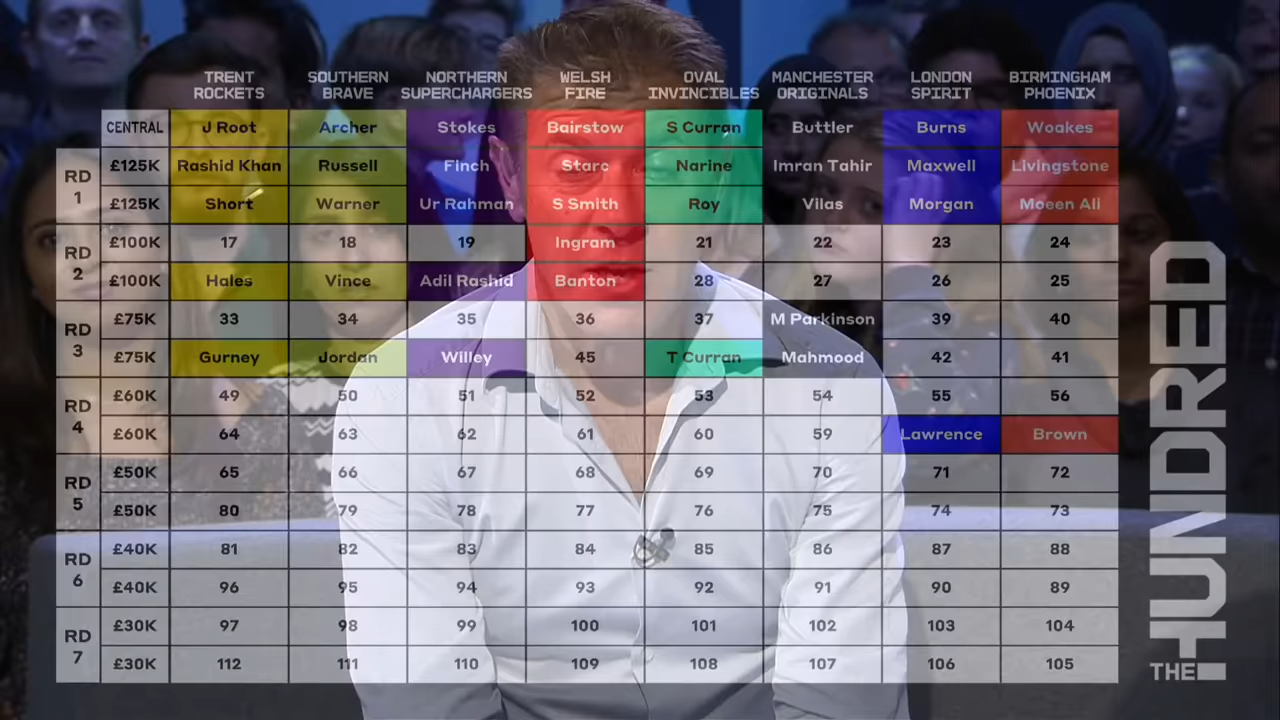 TRENT ROCKETS SOUTHERN BRAVE NORTHERN SUPERCHARGERS WELSH FIRE OVAL INVINCIBLES MANCHESTER ORIGINALS LONDON SPIRIT BIRMINGHAM PHOENIX
CENTRAL J Root Archer Stokes Bairstow S Curran Buttler Burns Woakes
RD 1
£125K Rashid Khan Russell Finch Starc Narine Imran Tahir Maxwell Livingstone
£125K Short Warner Ur Rahman S Smith Roy Vilas Morgan Moeen Ali
RD 2
£100K 17 18 19 Ingram 21 22 23 24
£100K Hales Vince Adil Rashid Banton 28 27 26 25
RD 3
£75K 33 34 35 36 37 M Parkinson 39 40
£75K Gurney Jordan Willey 45 T Curran Mahmood 42 41
RD 4
£60K 49 50 51 52 53 54 55 56
£60K 64 63 62 61 60 59 Lawrence Brown
RD 5
£50K 65 66 67 68 69 70 71 72
£50K 80 79 78 77 76 75 74 73
RD 6
£40K 81 82 83 84 85 86 87 88
£40K 96 95 94 93 92 91 90 89
RD 7
£30K 97 98 99 100 101 102 103 104
£30K 112 111 110 109 108 107 106 105
THE HUNDRED